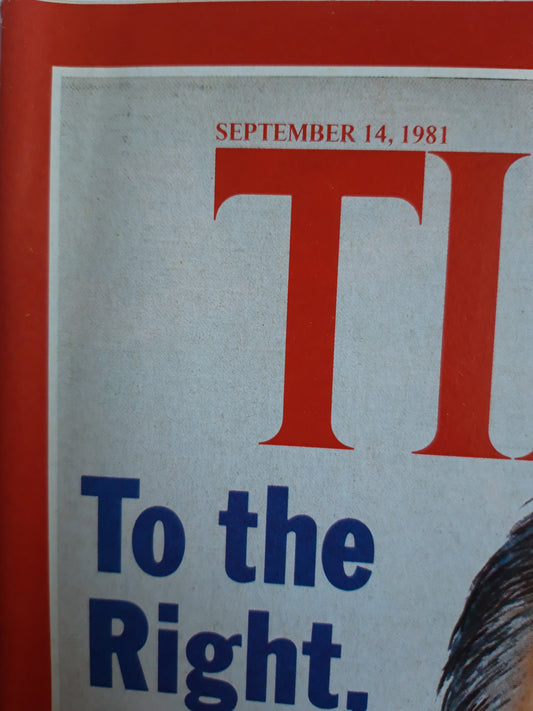 SEPTEMBER 14, 1981
TI
To the
Right,